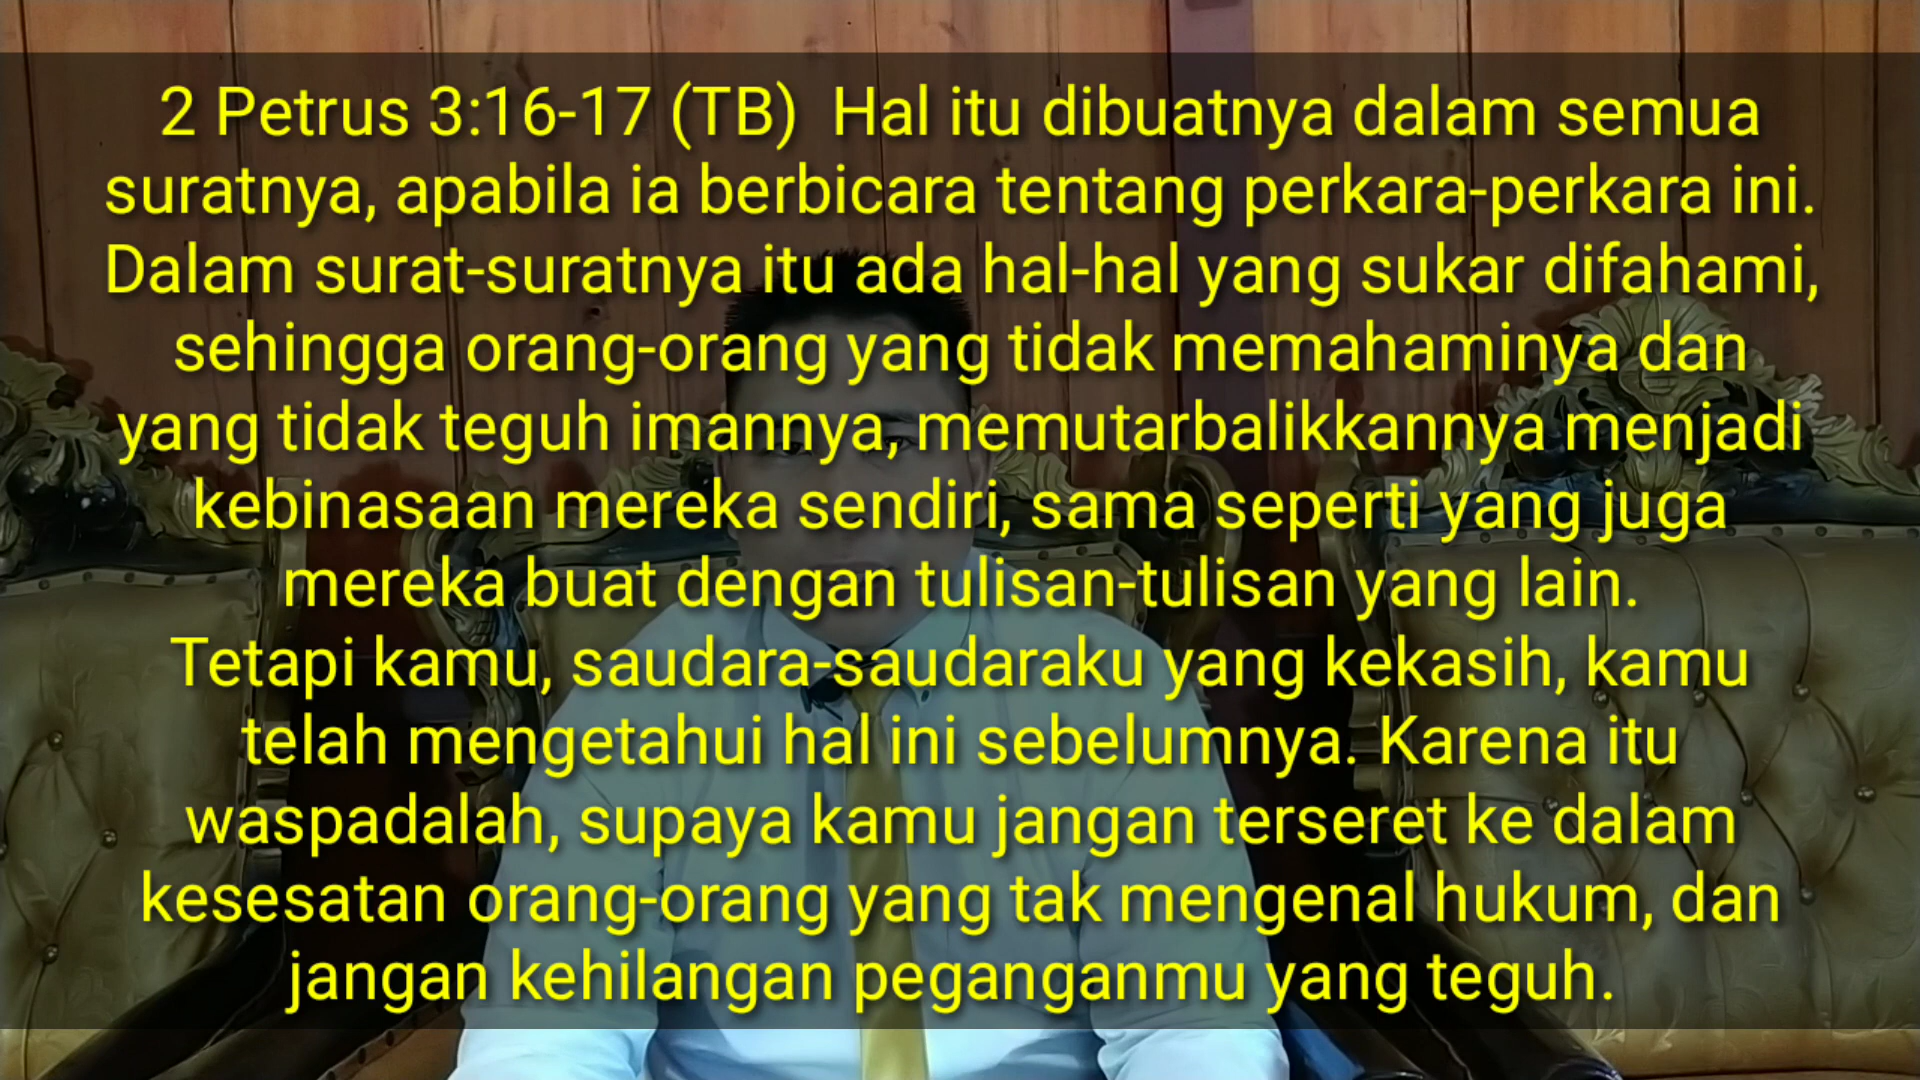 2 Petrus 3:16-17 (TB)  Hal itu dibuatnya dalam semua
suratnya, apabila ia berbicara tentang perkara-perkara ini.
Dalam surat-suratnya itu ada hal-hal yang sukar difahami,
sehingga orang-orang yang tidak memahaminya dan
yang tidak teguh imannya, memutarbalikkannya menjadi
kebinasaan mereka sendiri, sama seperti yang juga
mereka buat dengan tulisan-tulisan yang lain.
Tetapi kamu, saudara-saudaraku yang kekasih, kamu
telah mengetahui hal ini sebelumnya. Karena itu
waspadalah, supaya kamu jangan terseret ke dalam
kesesatan orang-orang yang tak mengenal hukum, dan
jangan kehilangan peganganmu yang teguh.